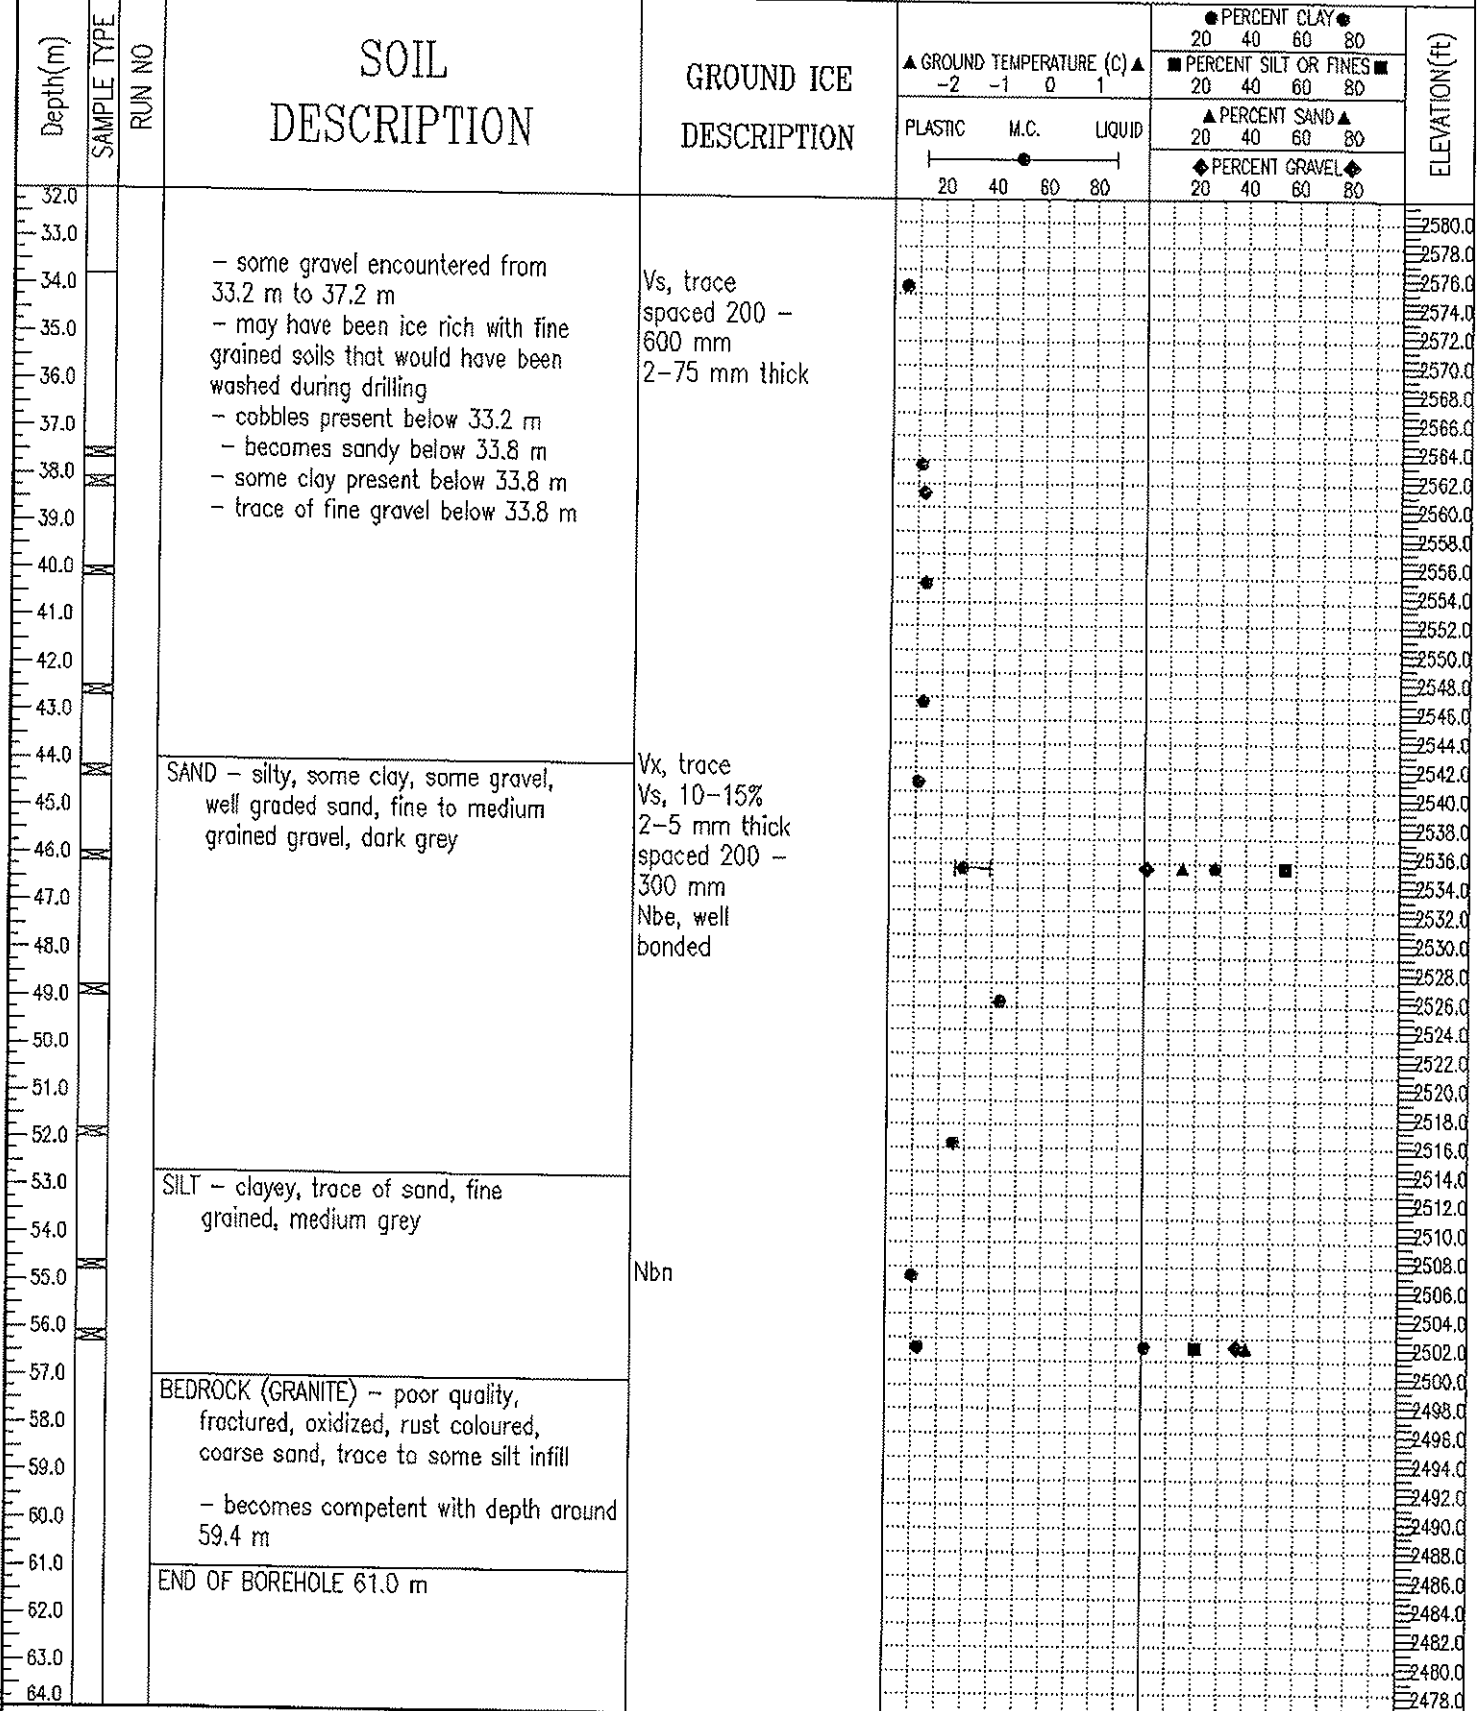 Depth(m)
SAMPLE TYPE
RUN NO
SOIL
DESCRIPTION
GROUND ICE
DESCRIPTION
▲ GROUND TEMPERATURE (C) ▲
-2 -1 0 1
PLASTIC M.C. LIQUID
20 40 60 80
● PERCENT CLAY ●
20 40 60 80
■ PERCENT SILT OR FINES ■
20 40 60 80
▲ PERCENT SAND ▲
20 40 60 80
◆ PERCENT GRAVEL ◆
20 40 60 80
ELEVATION(ft)
32.0
33.0
34.0
35.0
36.0
37.0
38.0
39.0
40.0
41.0
42.0
43.0
44.0
45.0
46.0
47.0
48.0
49.0
50.0
51.0
52.0
53.0
54.0
55.0
56.0
57.0
58.0
59.0
60.0
61.0
62.0
63.0
64.0
- some gravel encountered from
33.2 m to 37.2 m
- may have been ice rich with fine
grained soils that would have been
washed during drilling
- cobbles present below 33.2 m
- becomes sandy below 33.8 m
- some clay present below 33.8 m
- trace of fine gravel below 33.8 m
SAND - silty, some clay, some gravel,
well graded sand, fine to medium
grained gravel, dark grey
SILT - clayey, trace of sand, fine
grained, medium grey
BEDROCK (GRANITE) - poor quality,
fractured, oxidized, rust coloured,
coarse sand, trace to some silt infill
- becomes competent with depth around
59.4 m
END OF BOREHOLE 61.0 m
Vs, trace
spaced 200 -
600 mm
2-75 mm thick
Vx, trace
Vs, 10-15%
2-5 mm thick
spaced 200 -
300 mm
Nbe, well
bonded
Nbn
2580.0
2578.0
2576.0
2574.0
2572.0
2570.0
2568.0
2566.0
2564.0
2562.0
2560.0
2558.0
2556.0
2554.0
2552.0
2550.0
2548.0
2546.0
2544.0
2542.0
2540.0
2538.0
2536.0
2534.0
2532.0
2530.0
2528.0
2526.0
2524.0
2522.0
2520.0
2518.0
2516.0
2514.0
2512.0
2510.0
2508.0
2506.0
2504.0
2502.0
2500.0
2498.0
2496.0
2494.0
2492.0
2490.0
2488.0
2486.0
2484.0
2482.0
2480.0
2478.0